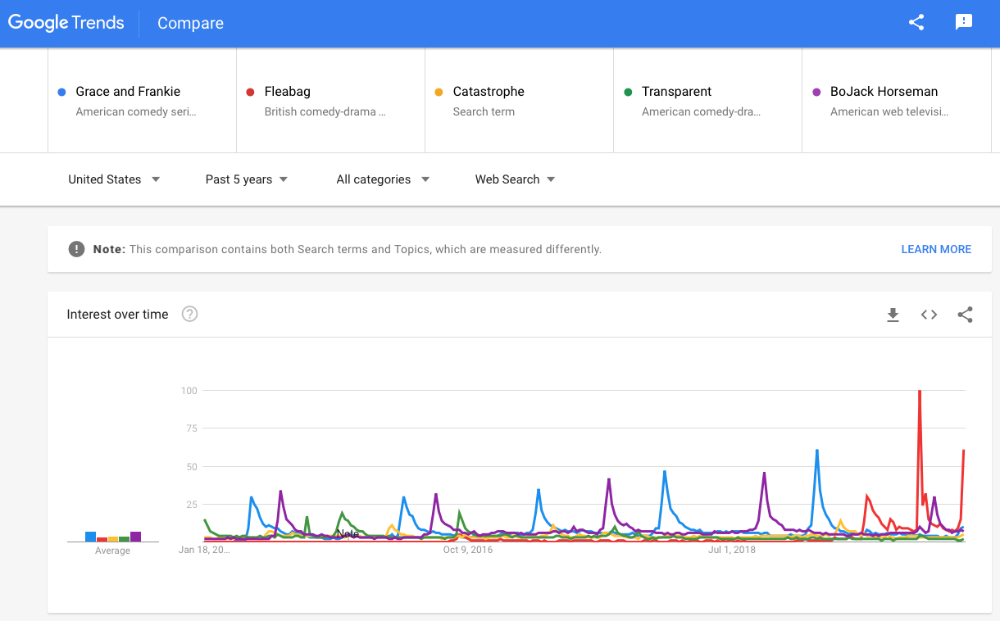 Google Trends Compare
Grace and Frankie Fleabag Catastrophe Transparent BoJack Horseman
American comedy seri... British comedy-drama ... Search term American comedy-dra... American web televisi...
United States Past 5 years All categories Web Search
Note: This comparison contains both Search terms and Topics, which are measured differently. LEARN MORE
Interest over time
100
75
50
25
Note
Average Jan 18, 20... Oct 9, 2016 Jul 1, 2018